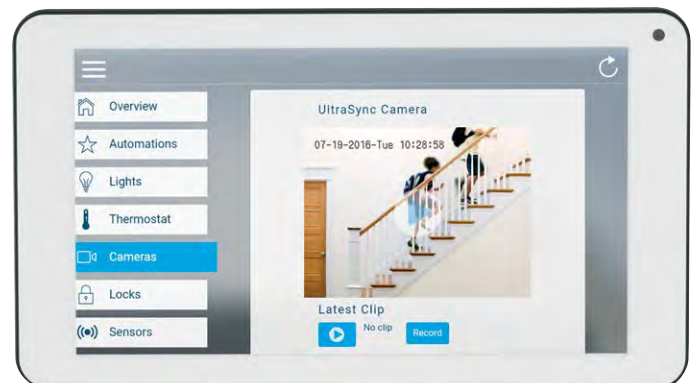 Overview
Automations
Lights
Thermostat
Cameras
Locks
Sensors
UltraSync Camera
07-19-2016-Tue 10:28:58
Latest Clip
No clip
Record